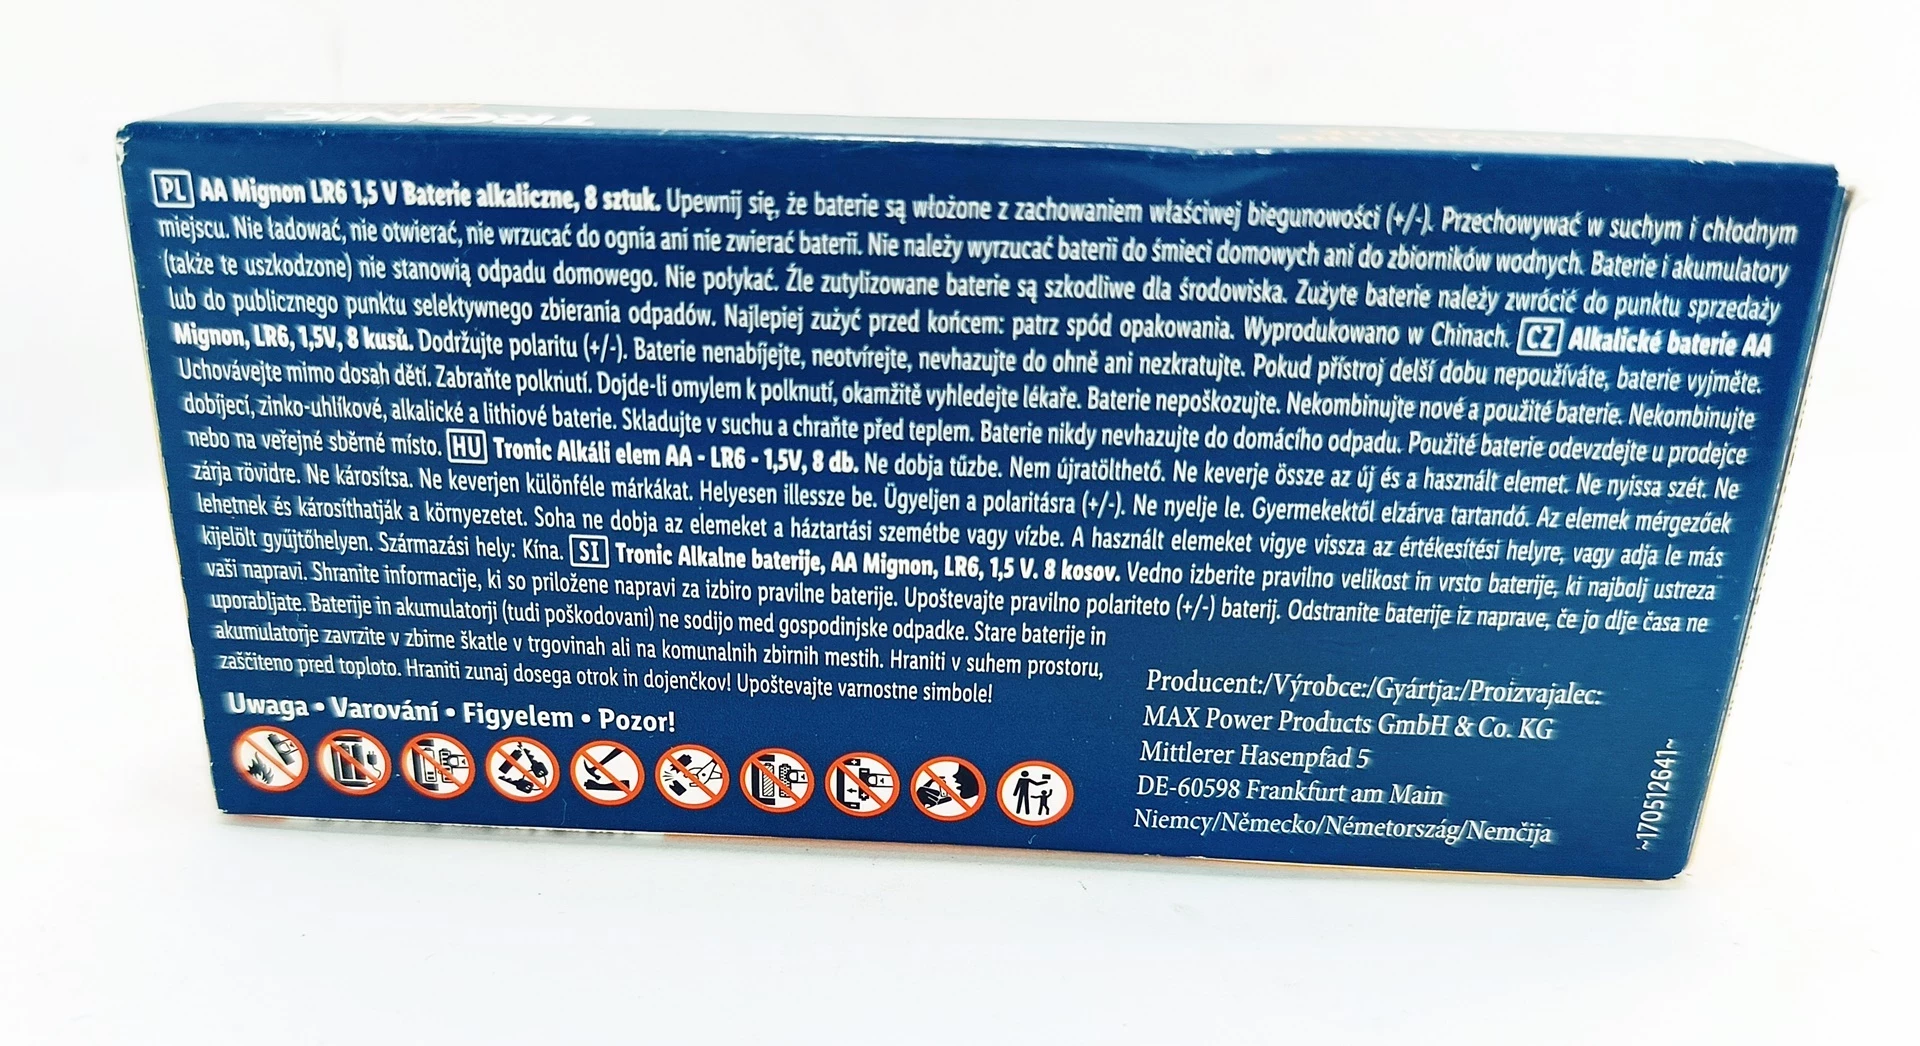 TRONIC
PL AA Mignon LR6 1,5 V Baterie alkaliczne, 8 sztuk. Upewnij się, że baterie są włożone z zachowaniem właściwej biegunowości (+/-). Przechowywać w suchym i chłodnym
miejscu. Nie ładować, nie otwierać, nie wrzucać do ognia ani nie zwierać baterii. Nie należy wyrzucać baterii do śmieci domowych ani do zbiorników wodnych. Baterie i akumulatory
(także te uszkodzone) nie stanowią odpadu domowego. Nie połykać. Źle zutylizowane baterie są szkodliwe dla środowiska. Zużyte baterie należy zwrócić do punktu sprzedaży
lub do publicznego punktu selektywnego zbierania odpadów. Najlepiej zużyć przed końcem: patrz spód opakowania. Wyprodukowano w Chinach. CZ Alkalické baterie AA
Mignon, LR6, 1,5V, 8 kusů. Dodržujte polaritu (+/-). Baterie nenabíjejte, neotvírejte, nevhazujte do ohně ani nezkratujte. Pokud přístroj delší dobu nepoužíváte, baterie vyjměte.
Uchovávejte mimo dosah dětí. Zabraňte polknutí. Dojde-li omylem k polknutí, okamžitě vyhledejte lékaře. Baterie nepoškozujte. Nekombinujte nové a použité baterie. Nekombinujte
dobíjecí, zinko-uhlíkové, alkalické a lithiové baterie. Skladujte v suchu a chraňte před teplem. Baterie nikdy nevhazujte do domácího odpadu. Použité baterie odevzdejte u prodejce
nebo na veřejné sběrné místo. HU Tronic Alkáli elem AA - LR6 - 1,5V, 8 db. Ne dobja tűzbe. Nem újratölthető. Ne keverje össze az új és a használt elemet. Ne nyissa szét. Ne
zárja rövidre. Ne károsítsa. Ne keverjen különféle márkákat. Helyesen illessze be. Ügyeljen a polaritásra (+/-). Ne nyelje le. Gyermekektől elzárva tartandó. Az elemek mérgezőek
lehetnek és károsíthatják a környezetet. Soha ne dobja az elemeket a háztartási szemétbe vagy vízbe. A használt elemeket vigye vissza az értékesítési helyre, vagy adja le más
kijelölt gyűjtőhelyen. Származási hely: Kína. SI Tronic Alkalne baterije, AA Mignon, LR6, 1,5 V. 8 kosov. Vedno izberite pravilno velikost in vrsto baterije, ki najbolj ustreza
vaši napravi. Shranite informacije, ki so priložene napravi za izbiro pravilne baterije. Upoštevajte pravilno polariteto (+/-) baterij. Odstranite baterije iz naprave, če jo dlje časa ne
uporabljate. Baterije in akumulatorji (tudi poškodovani) ne sodijo med gospodinjske odpadke. Stare baterije in
akumulatorje zavrzite v zbirne škatle v trgovinah ali na komunalnih zbirnih mestih. Hraniti v suhem prostoru,
zaščiteno pred toploto. Hraniti zunaj dosega otrok in dojenčkov! Upoštevajte varnostne simbole!
Uwaga • Varování • Figyelem • Pozor!
Producent:/Výrobce:/Gyártja:/Proizvajalec:
MAX Power Products GmbH & Co. KG
Mittlerer Hasenpfad 5
DE-60598 Frankfurt am Main
Niemcy/Německo/Németország/Nemčija
~170512641~